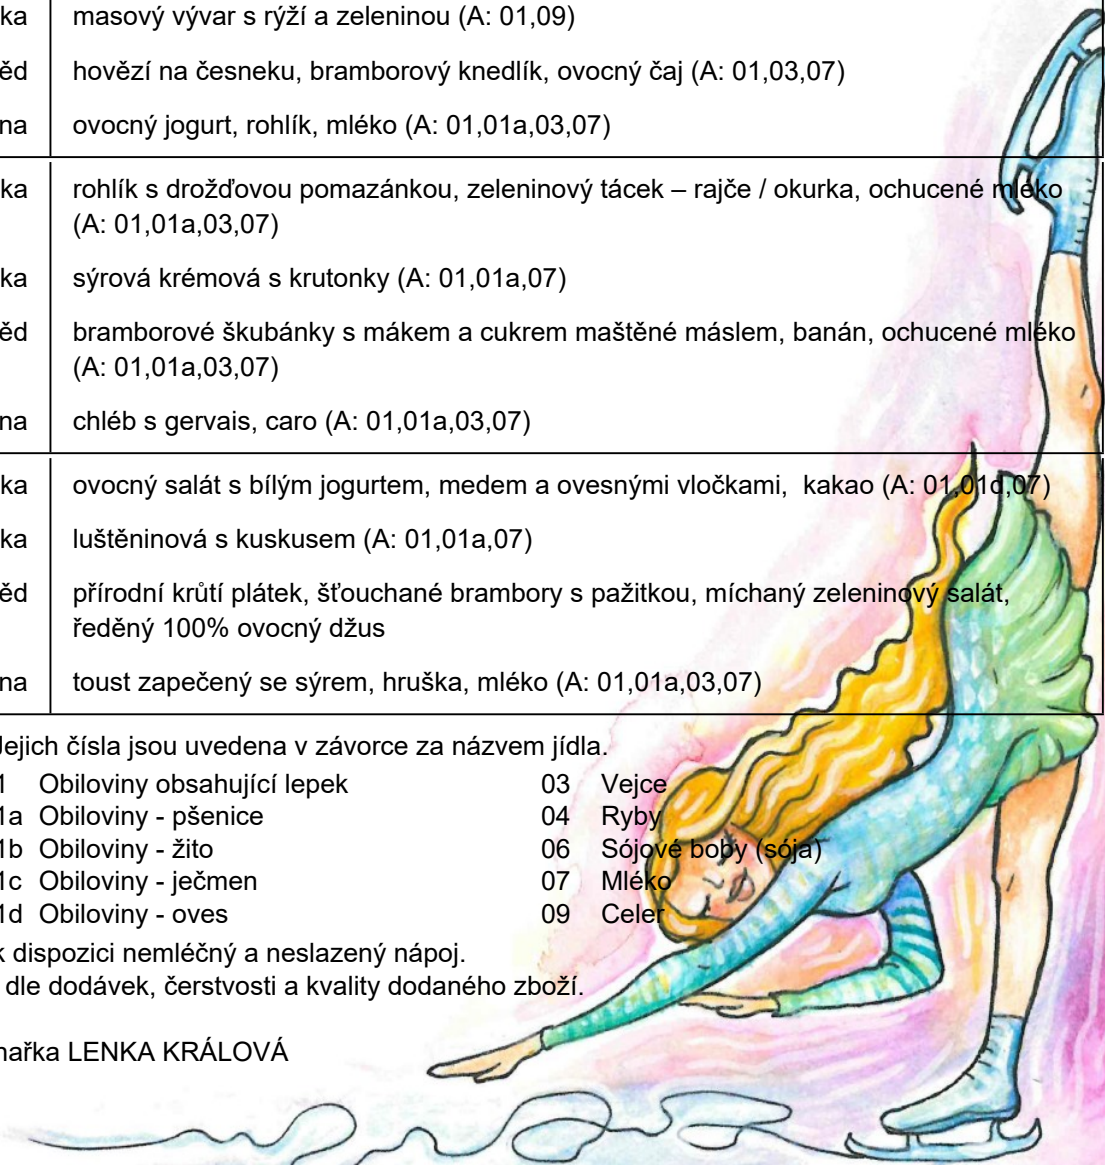 ka masový vývar s rýží a zeleninou (A: 01,09)
ěd hovězí na česneku, bramborový knedlík, ovocný čaj (A: 01,03,07)
na ovocný jogurt, rohlík, mléko (A: 01,01a,03,07)
ka rohlík s drožďovou pomazánkou, zeleninový tácek – rajče / okurka, ochucené mléko
(A: 01,01a,03,07)
ka sýrová krémová s krutonky (A: 01,01a,07)
ěd bramborové škubánky s mákem a cukrem maštěné máslem, banán, ochucené mléko
(A: 01,01a,03,07)
na chléb s gervais, caro (A: 01,01a,03,07)
ka ovocný salát s bílým jogurtem, medem a ovesnými vločkami, kakao (A: 01,01d,07)
ka luštěninová s kuskusem (A: 01,01a,07)
ěd přírodní krůtí plátek, šťouchané brambory s pažitkou, míchaný zeleninový salát,
ředěný 100% ovocný džus
na toust zapečený se sýrem, hruška, mléko (A: 01,01a,03,07)
Jejich čísla jsou uvedena v závorce za názvem jídla.
1 Obiloviny obsahující lepek 03 Vejce
1a Obiloviny - pšenice 04 Ryby
1b Obiloviny - žito 06 Sójové boby (sója)
1c Obiloviny - ječmen 07 Mléko
1d Obiloviny - oves 09 Celer
k dispozici nemléčný a neslazený nápoj.
dle dodávek, čerstvosti a kvality dodaného zboží.
nařka LENKA KRÁLOVÁ